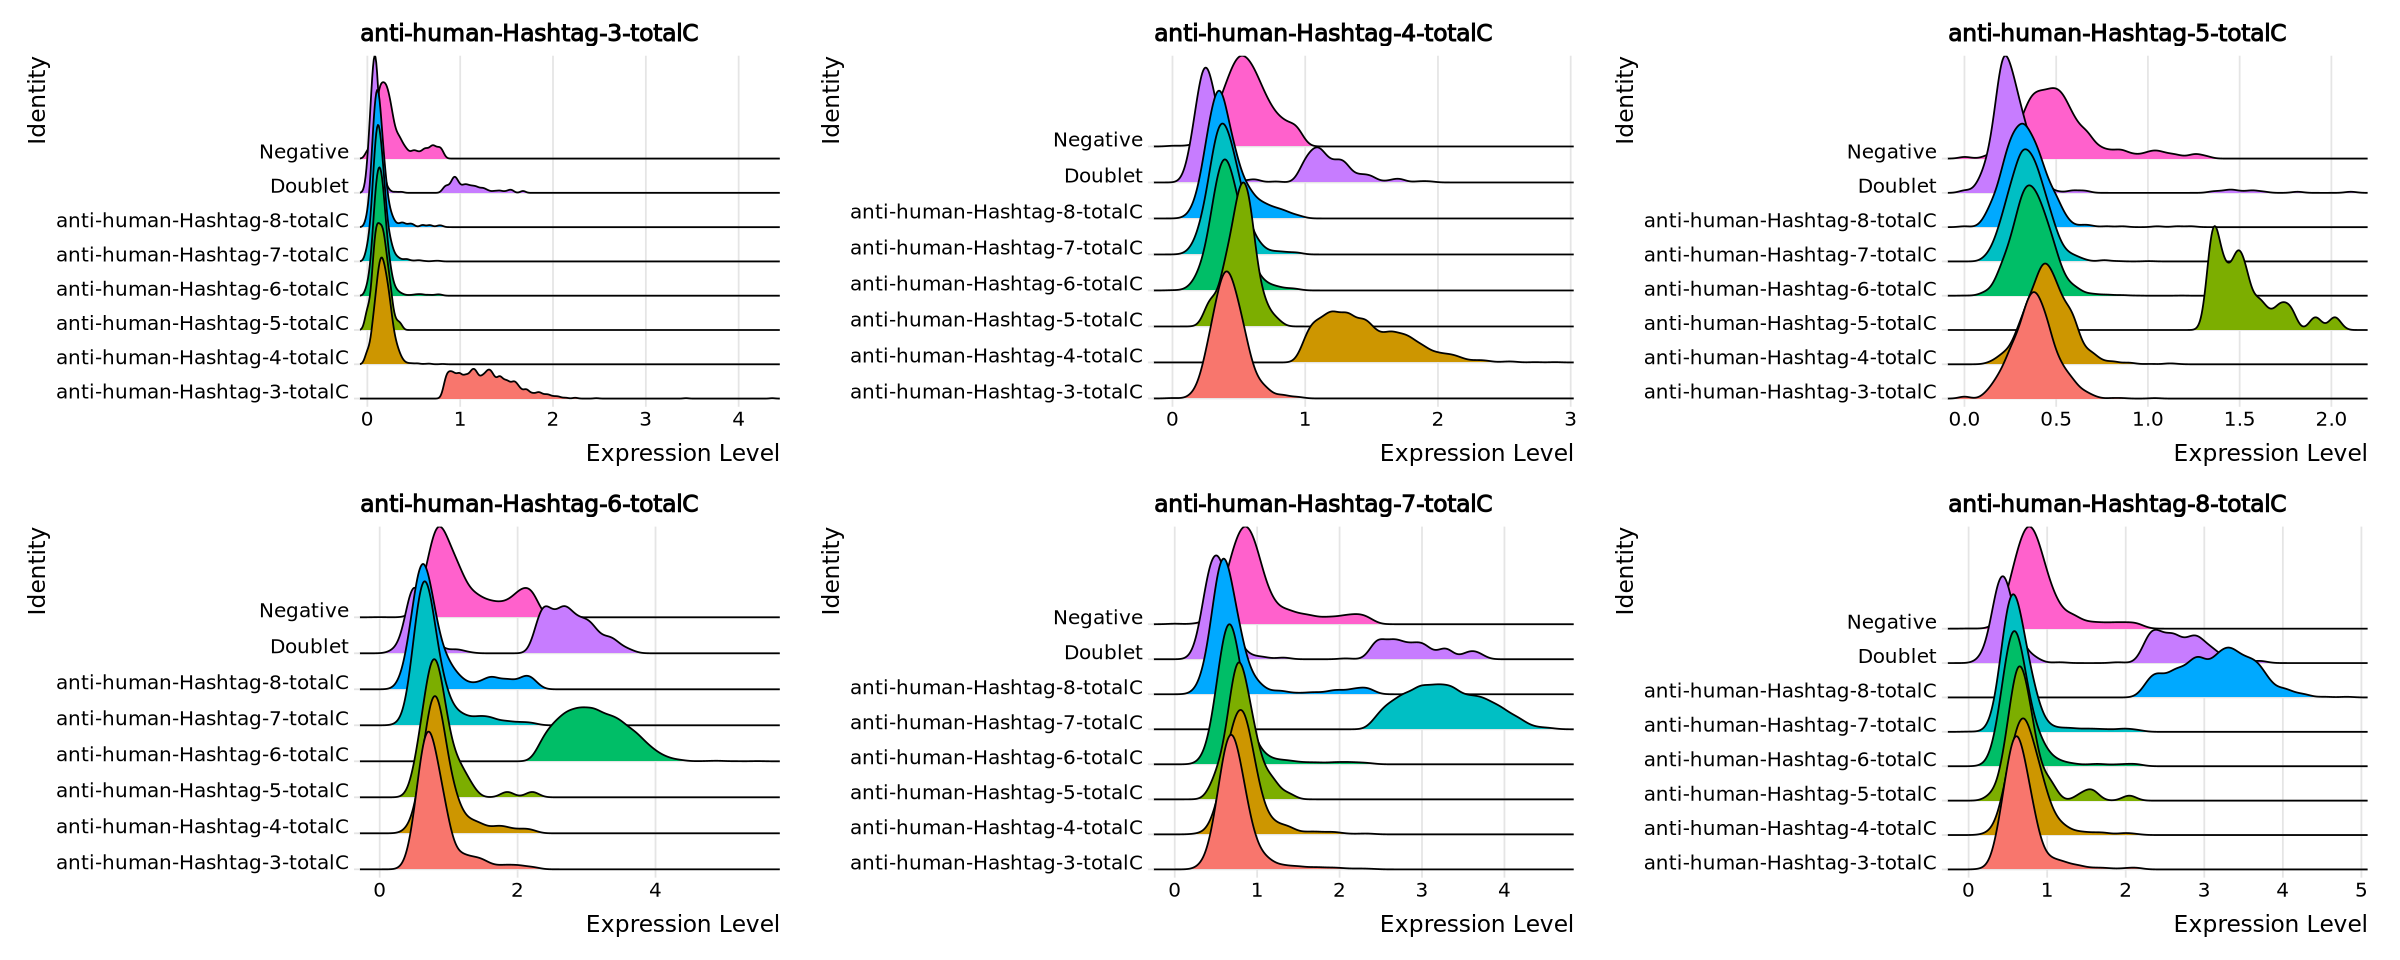 anti-human-Hashtag-3-totalC
Identity
Negative
Doublet
anti-human-Hashtag-8-totalC
anti-human-Hashtag-7-totalC
anti-human-Hashtag-6-totalC
anti-human-Hashtag-5-totalC
anti-human-Hashtag-4-totalC
anti-human-Hashtag-3-totalC
0 1 2 3 4
Expression Level
anti-human-Hashtag-4-totalC
Identity
Negative
Doublet
anti-human-Hashtag-8-totalC
anti-human-Hashtag-7-totalC
anti-human-Hashtag-6-totalC
anti-human-Hashtag-5-totalC
anti-human-Hashtag-4-totalC
anti-human-Hashtag-3-totalC
0 1 2 3
Expression Level
anti-human-Hashtag-5-totalC
Identity
Negative
Doublet
anti-human-Hashtag-8-totalC
anti-human-Hashtag-7-totalC
anti-human-Hashtag-6-totalC
anti-human-Hashtag-5-totalC
anti-human-Hashtag-4-totalC
anti-human-Hashtag-3-totalC
0.0 0.5 1.0 1.5 2.0
Expression Level
anti-human-Hashtag-6-totalC
Identity
Negative
Doublet
anti-human-Hashtag-8-totalC
anti-human-Hashtag-7-totalC
anti-human-Hashtag-6-totalC
anti-human-Hashtag-5-totalC
anti-human-Hashtag-4-totalC
anti-human-Hashtag-3-totalC
0 2 4
Expression Level
anti-human-Hashtag-7-totalC
Identity
Negative
Doublet
anti-human-Hashtag-8-totalC
anti-human-Hashtag-7-totalC
anti-human-Hashtag-6-totalC
anti-human-Hashtag-5-totalC
anti-human-Hashtag-4-totalC
anti-human-Hashtag-3-totalC
0 1 2 3 4
Expression Level
anti-human-Hashtag-8-totalC
Identity
Negative
Doublet
anti-human-Hashtag-8-totalC
anti-human-Hashtag-7-totalC
anti-human-Hashtag-6-totalC
anti-human-Hashtag-5-totalC
anti-human-Hashtag-4-totalC
anti-human-Hashtag-3-totalC
0 1 2 3 4 5
Expression Level